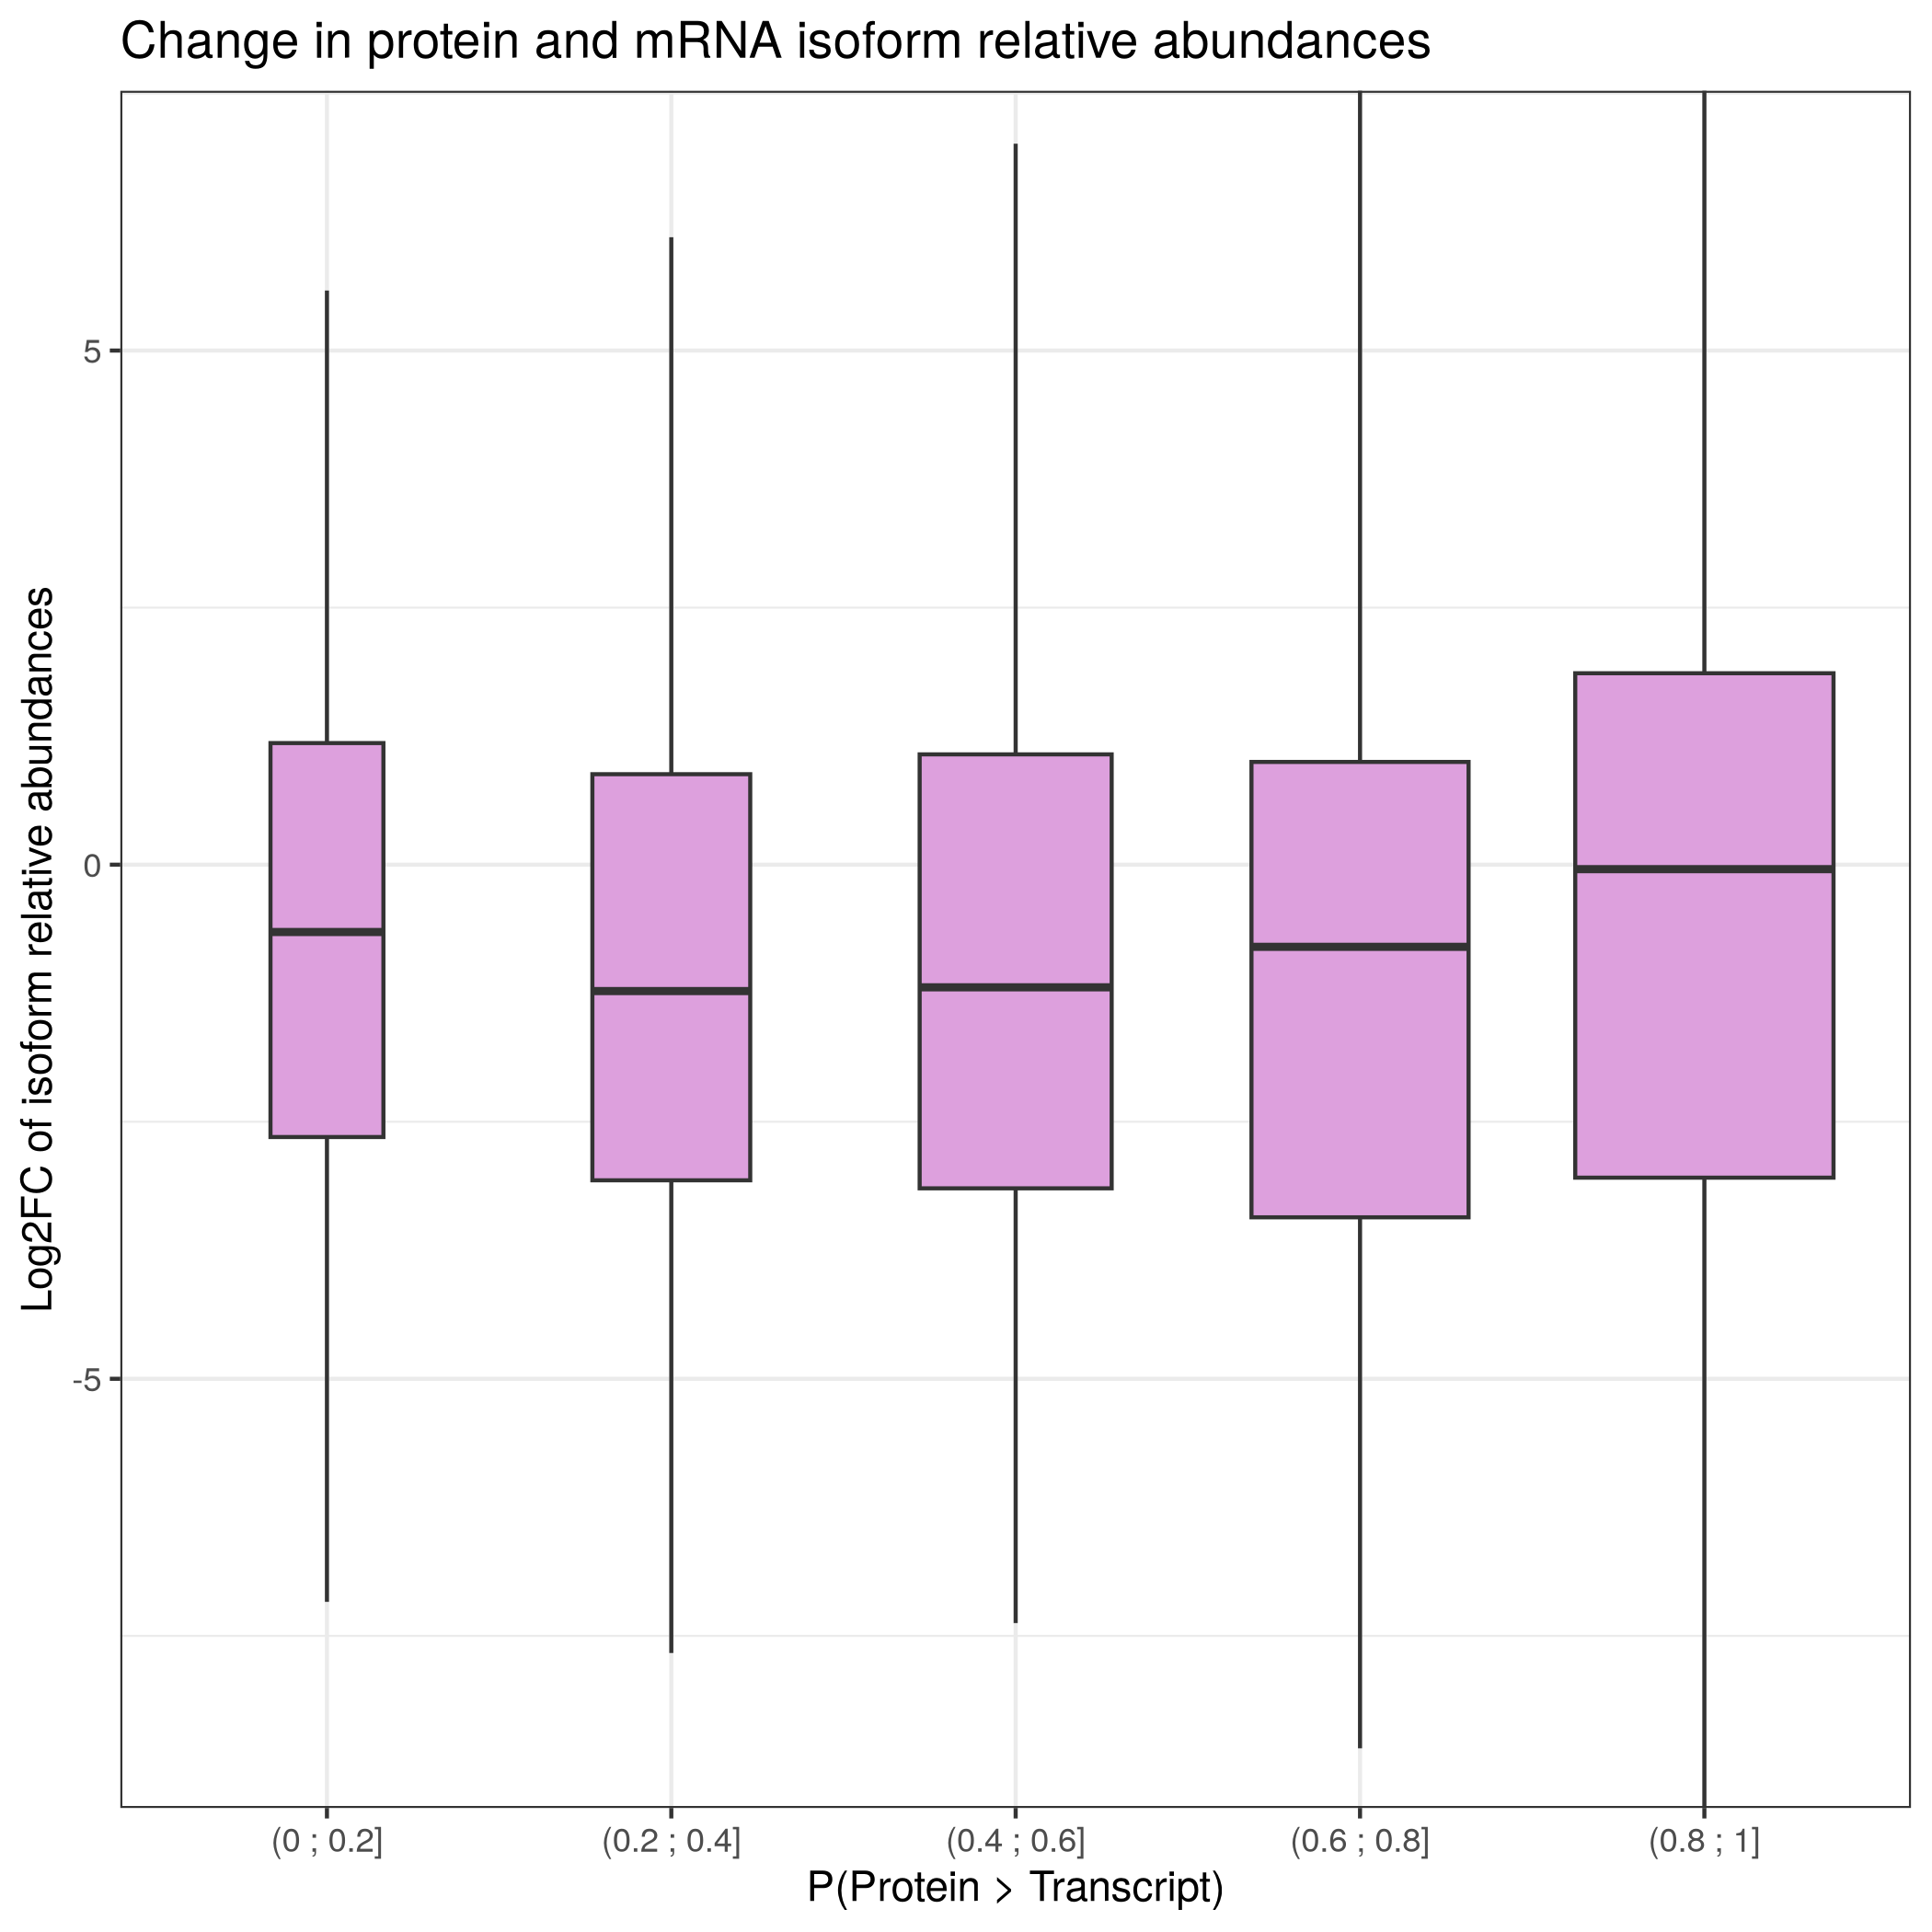 Change in protein and mRNA isoform relative abundances
Log2FC of isoform relative abundances
5
0
-5
(0 ; 0.2]
(0.2 ; 0.4]
(0.4 ; 0.6]
(0.6 ; 0.8]
(0.8 ; 1]
P(Protein > Transcript)